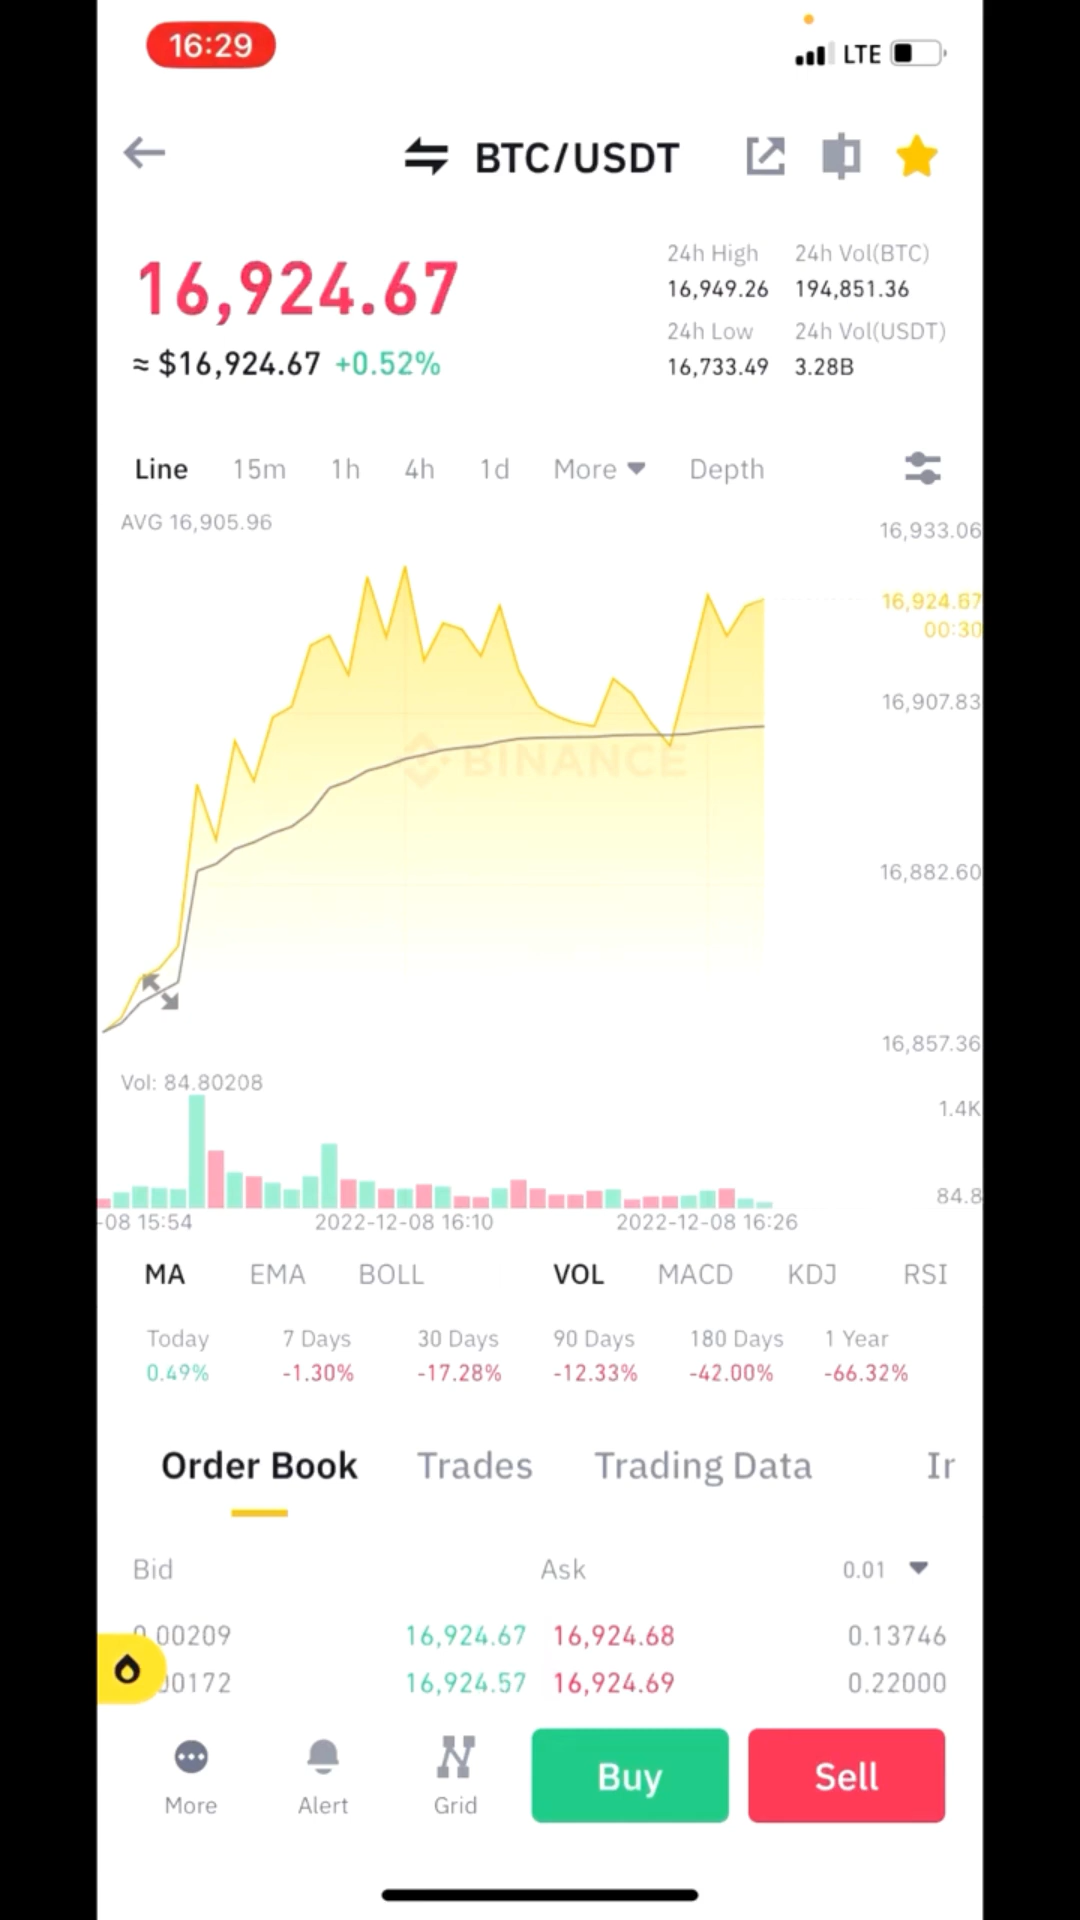 16:29
LTE
BTC/USDT
16,924.67
≈ $16,924.67 +0.52%
24h High 24h Vol(BTC)
16,949.26 194,851.36
24h Low 24h Vol(USDT)
16,733.49 3.28B
Line 15m 1h 4h 1d More Depth
AVG 16,905.96
16,933.06
16,924.67
00:30
16,907.83
BINANCE
16,882.60
16,857.36
Vol: 84.80208
1.4K
84.8
-08 15:54 2022-12-08 16:10 2022-12-08 16:26
MA EMA BOLL VOL MACD KDJ RSI
Today 7 Days 30 Days 90 Days 180 Days 1 Year
0.49% -1.30% -17.28% -12.33% -42.00% -66.32%
Order Book Trades Trading Data
Bid Ask 0.01
0.00209 16,924.67 16,924.68 0.13746
00172 16,924.57 16,924.69 0.22000
More Alert Grid Buy Sell